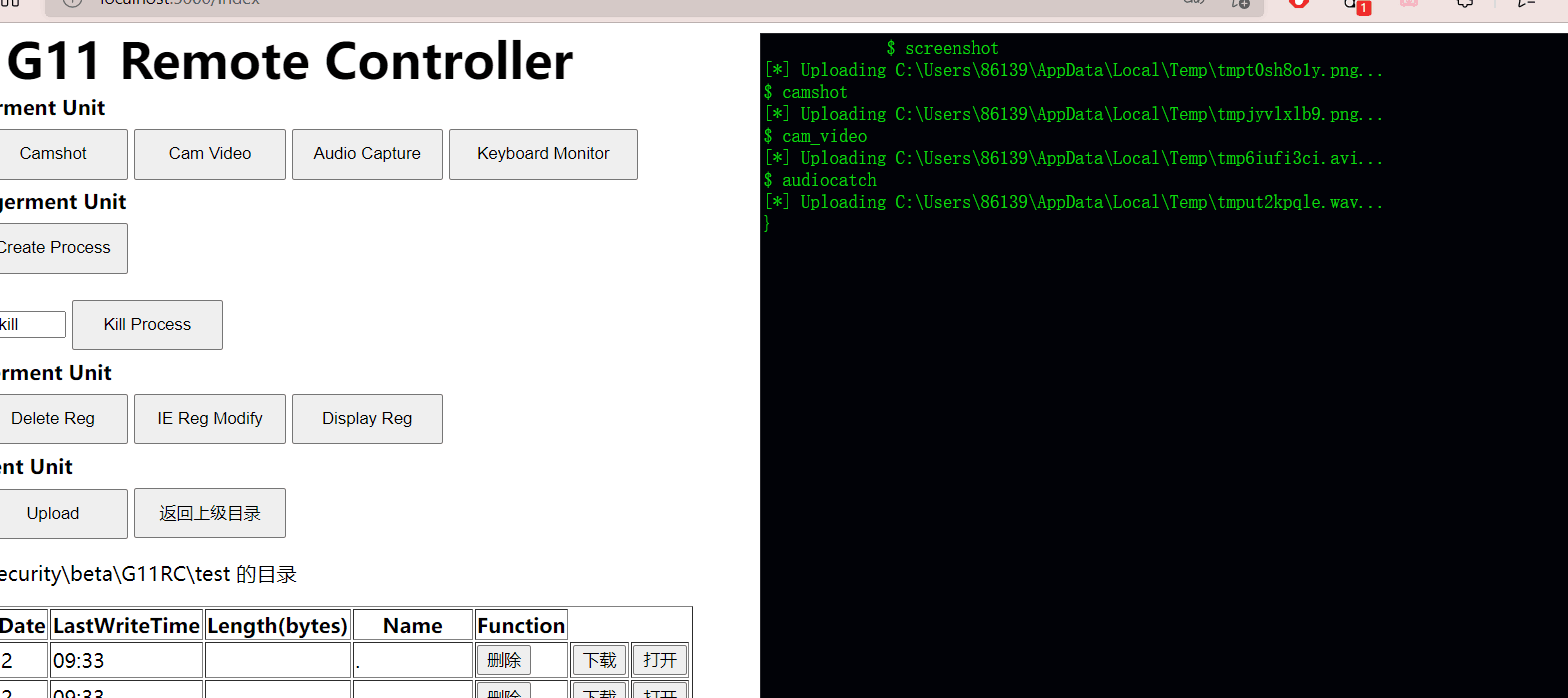 localhost:5000/index
1
G11 Remote Controller
rment Unit
Camshot Cam Video Audio Capture Keyboard Monitor
germent Unit
Create Process
kill Kill Process
erment Unit
Delete Reg IE Reg Modify Display Reg
ent Unit
Upload 返回上级目录
ecurity\beta\G11RC\test 的目录
Date LastWriteTime Length(bytes) Name Function
2 09:33 . 删除 下载 打开
2 09:33 删除 下载 打开
$ screenshot
[*] Uploading C:\Users\86139\AppData\Local\Temp\tmpt0sh8o1y.png...
$ camshot
[*] Uploading C:\Users\86139\AppData\Local\Temp\tmpjyvlxlb9.png...
$ cam_video
[*] Uploading C:\Users\86139\AppData\Local\Temp\tmp6iufi3ci.avi...
$ audiocatch
[*] Uploading C:\Users\86139\AppData\Local\Temp\tmput2kpqle.wav...
}